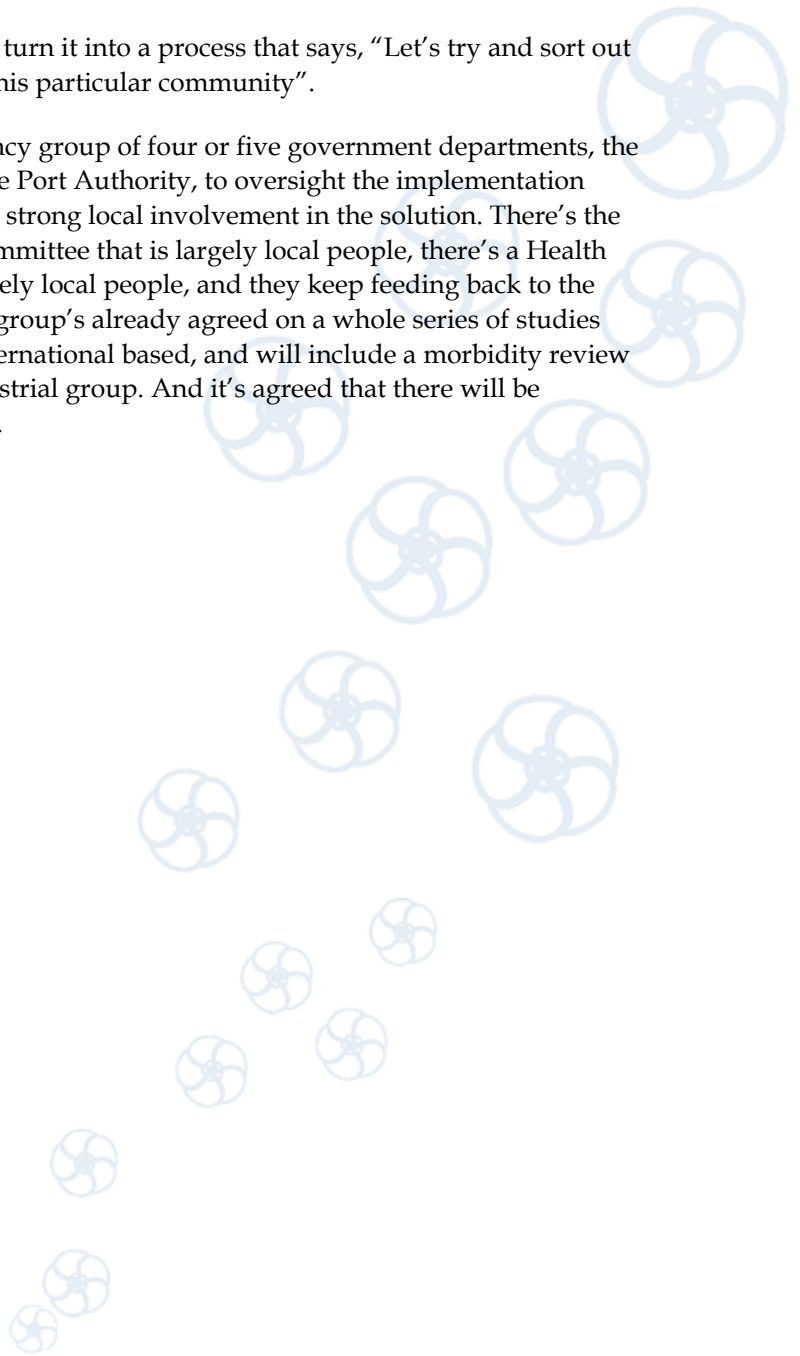 turn it into a process that says, “Let’s try and sort out
his particular community”.
ncy group of four or five government departments, the
e Port Authority, to oversight the implementation
strong local involvement in the solution. There’s the
mmittee that is largely local people, there’s a Health
ely local people, and they keep feeding back to the
group’s already agreed on a whole series of studies
ernational based, and will include a morbidity review
strial group. And it’s agreed that there will be
.